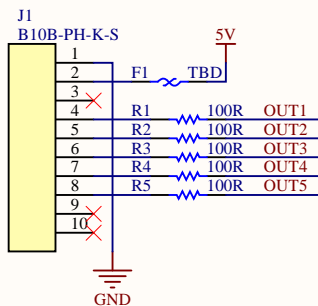 J1
B10B-PH-K-S
5V
1
2 F1 TBD
3
4 R1 100R OUT1
5 R2 100R OUT2
6 R3 100R OUT3
7 R4 100R OUT4
8 R5 100R OUT5
9
10
GND